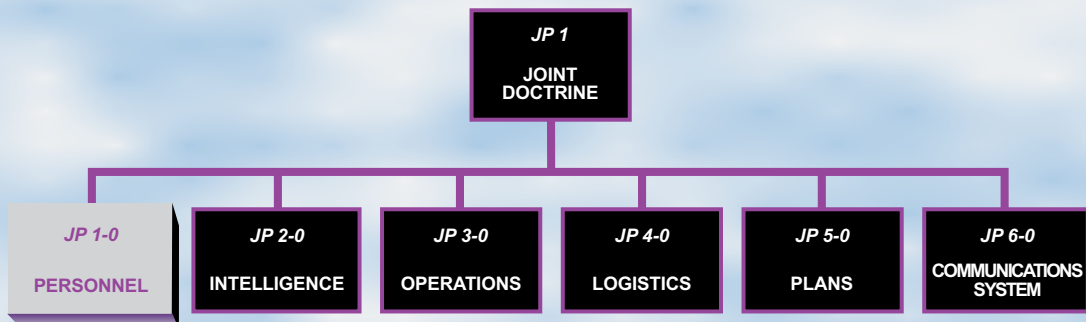 JP 1
JOINT
DOCTRINE
JP 1-0
PERSONNEL
JP 2-0
INTELLIGENCE
JP 3-0
OPERATIONS
JP 4-0
LOGISTICS
JP 5-0
PLANS
JP 6-0
COMMUNICATIONS
SYSTEM